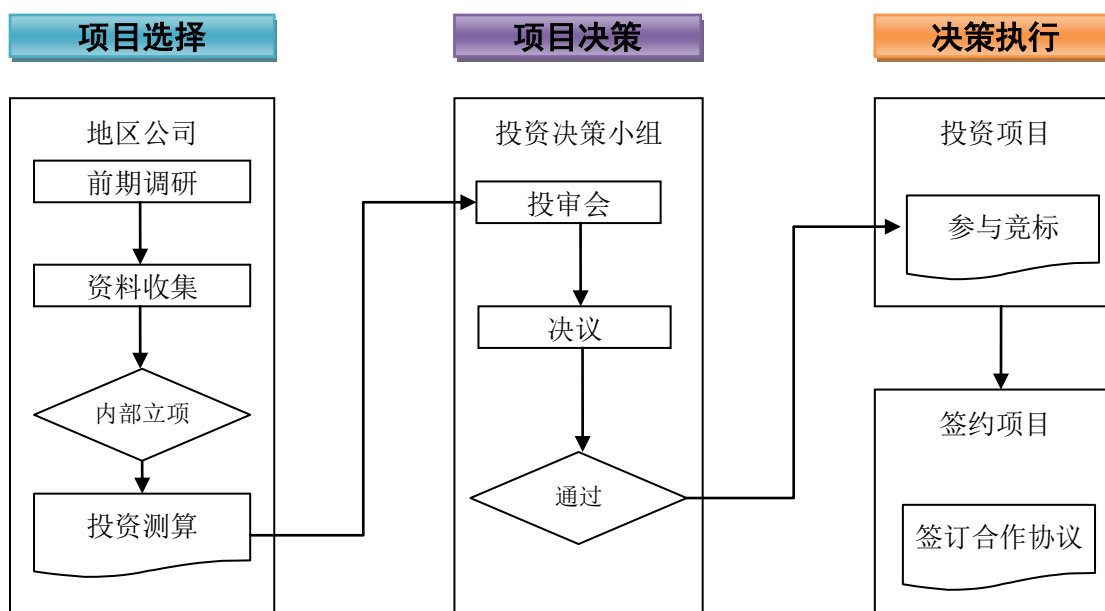 项目选择
项目决策
决策执行
地区公司
前期调研
资料收集
内部立项
投资测算
投资决策小组
投审会
决议
通过
投资项目
参与竞标
签约项目
签订合作协议